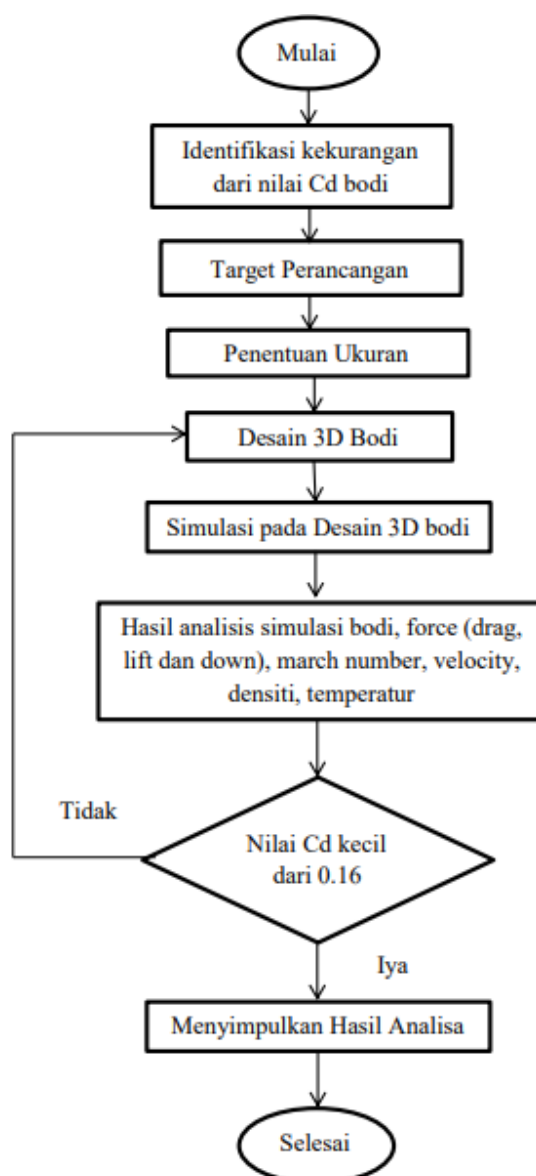 Mulai
Identifikasi kekurangan
dari nilai Cd bodi
Target Perancangan
Penentuan Ukuran
Desain 3D Bodi
Simulasi pada Desain 3D bodi
Hasil analisis simulasi bodi, force (drag,
lift dan down), march number, velocity,
densiti, temperatur
Tidak
Nilai Cd kecil
dari 0.16
Iya
Menyimpulkan Hasil Analisa
Selesai